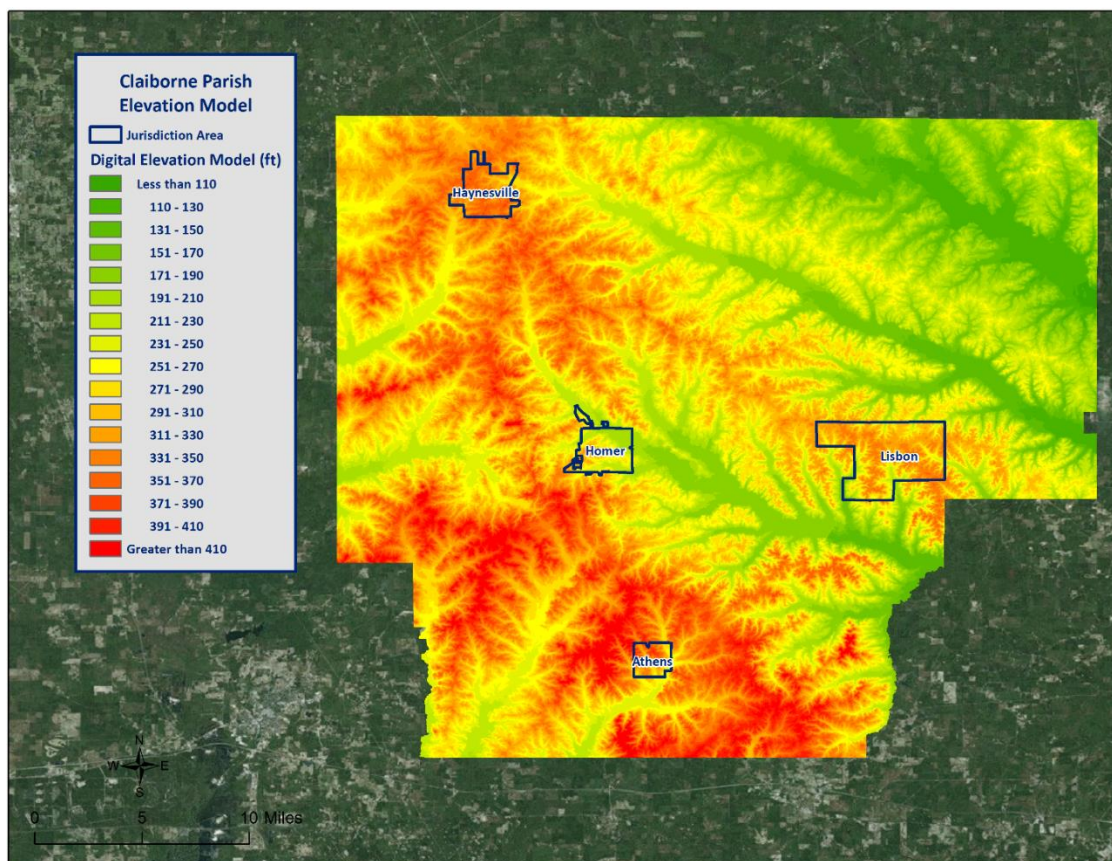 Claiborne Parish
Elevation Model
Jurisdiction Area
Digital Elevation Model (ft)
Less than 110
110 - 130
131 - 150
151 - 170
171 - 190
191 - 210
211 - 230
231 - 250
251 - 270
271 - 290
291 - 310
311 - 330
331 - 350
351 - 370
371 - 390
391 - 410
Greater than 410
Haynesville
Homer
Lisbon
Athens
N
W E
S
0 5 10 Miles